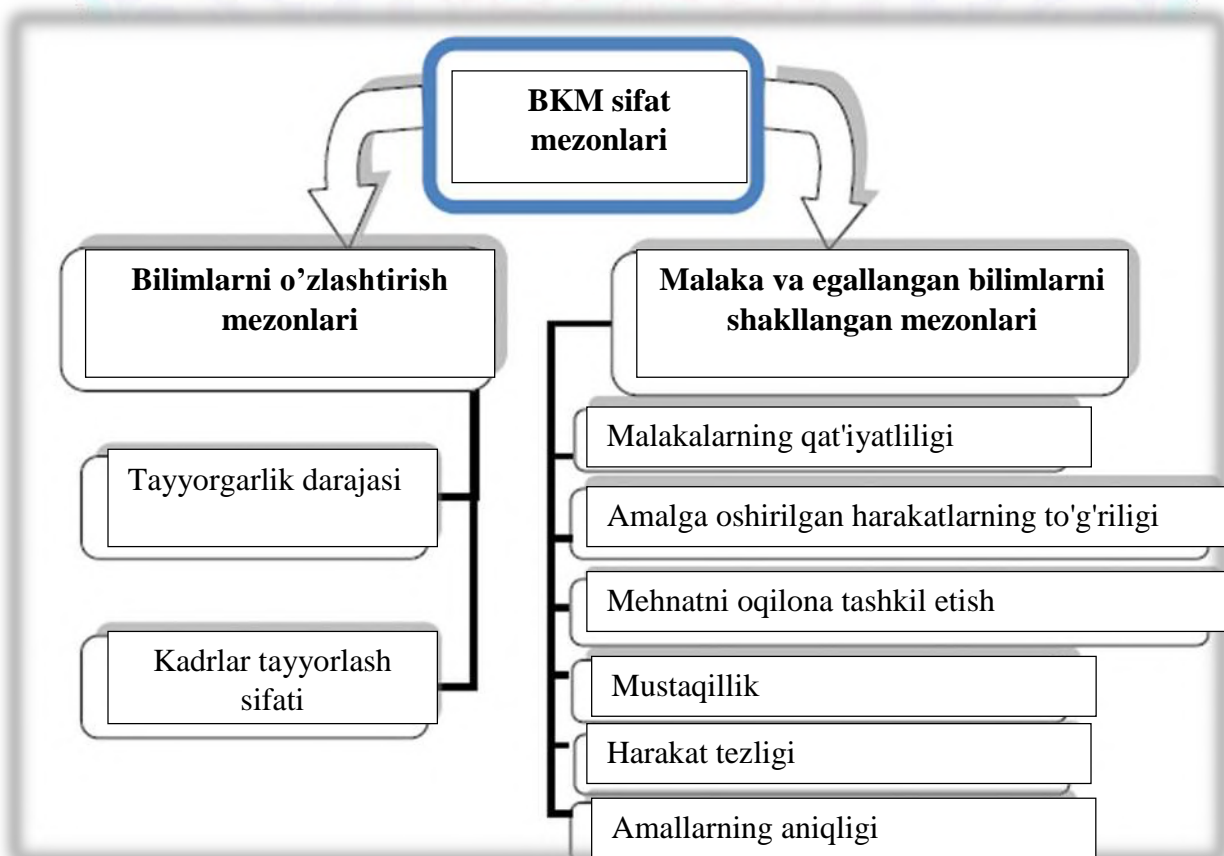 BKM sifat
mezonlari
Bilimlarni o’zlashtirish
mezonlari
Tayyorgarlik darajasi
Kadrlar tayyorlash
sifati
Malaka va egallangan bilimlarni
shakllangan mezonlari
Malakalarning qat'iyatliligi
Amalga oshirilgan harakatlarning to'g'riligi
Mehnatni oqilona tashkil etish
Mustaqillik
Harakat tezligi
Amallarning aniqligi